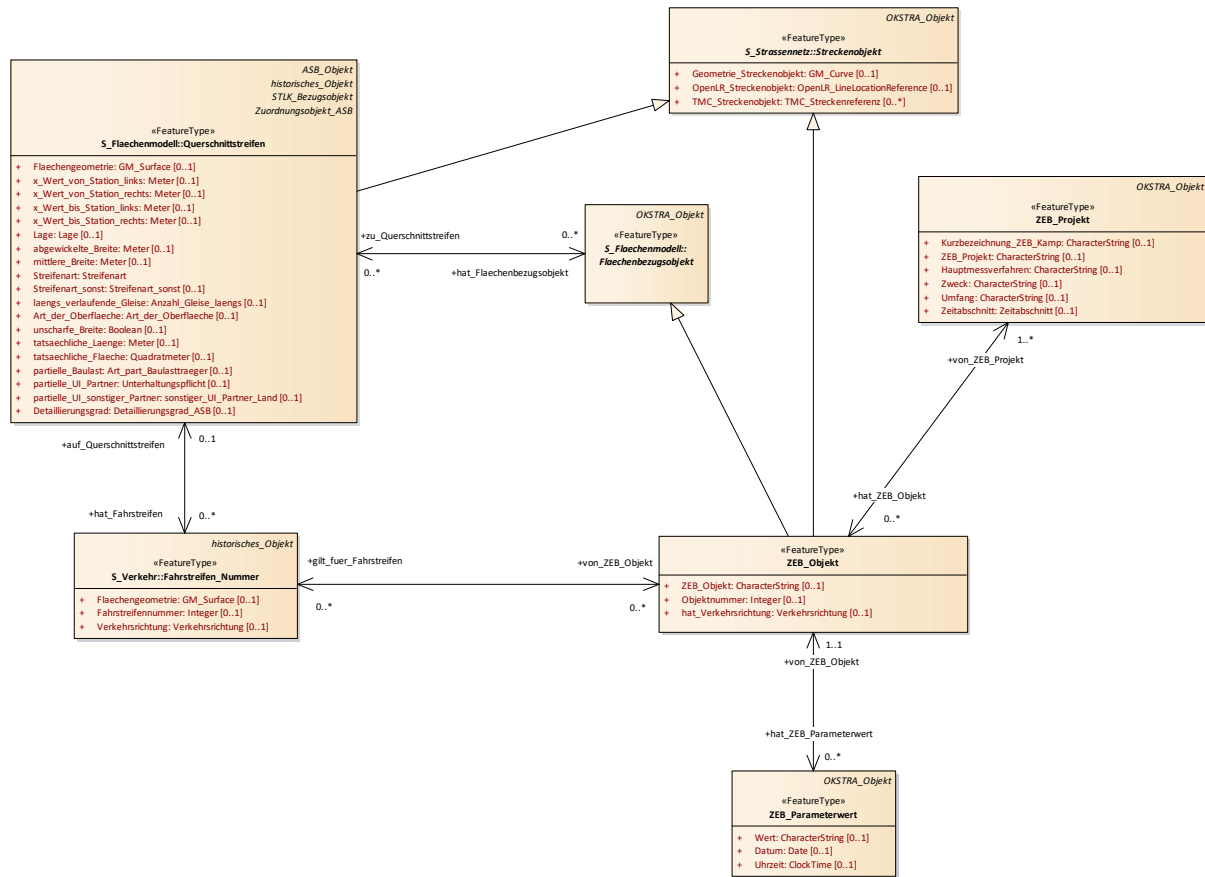 OKSTRA_Objekt
«FeatureType»
S_Strassennetz::Streckenobjekt
+ Geometrie_Streckenobjekt: GM_Curve [0..1]
+ OpenLR_Streckenobjekt: OpenLR_LineLocationReference [0..1]
+ TMC_Streckenobjekt: TMC_Streckenreferenz [0..*]
ASB_Objekt
historisches_Objekt
STLK_Bezugsobjekt
Zuordnungsobjekt_ASB
«FeatureType»
S_Flaechenmodell::Querschnittstreifen
+ Flaechengeometrie: GM_Surface [0..1]
+ x_Wert_von_Station_links: Meter [0..1]
+ x_Wert_von_Station_rechts: Meter [0..1]
+ x_Wert_bis_Station_links: Meter [0..1]
+ x_Wert_bis_Station_rechts: Meter [0..1]
+ Lage: Lage [0..1]
+ abgewickelte_Breite: Meter [0..1]
+ mittlere_Breite: Meter [0..1]
+ Streifenart: Streifenart
+ Streifenart_sonst: Streifenart_sonst [0..1]
+ laengs_verlaufende_Gleise: Anzahl_Gleise_laengs [0..1]
+ Art_der_Oberflaeche: Art_der_Oberflaeche [0..1]
+ unscharfe_Breite: Boolean [0..1]
+ tatsaechliche_Laenge: Meter [0..1]
+ tatsaechliche_Flaeche: Quadratmeter [0..1]
+ partielle_Baulast: Art_part_Baulasttraeger [0..1]
+ partielle_UI_Partner: Unterhaltungspflicht [0..1]
+ partielle_UI_sonstiger_Partner: sonstiger_UI_Partner_Land [0..1]
+ Detaillierungsgrad: Detaillierungsgrad_ASB [0..1]
+zu_Querschnittstreifen
0..*
0..*
+hat_Flaechenbezugsobjekt
OKSTRA_Objekt
«FeatureType»
S_Flaechenmodell::
Flaechenbezugsobjekt
OKSTRA_Objekt
«FeatureType»
ZEB_Projekt
+ Kurzbezeichnung_ZEB_Kamp: CharacterString [0..1]
+ ZEB_Projekt: CharacterString [0..1]
+ Hauptmessverfahren: CharacterString [0..1]
+ Zweck: CharacterString [0..1]
+ Umfang: CharacterString [0..1]
+ Zeitabschnitt: Zeitabschnitt [0..1]
1..*
+von_ZEB_Projekt
+hat_ZEB_Objekt
0..*
+auf_Querschnittstreifen
0..1
+hat_Fahrstreifen
0..*
historisches_Objekt
«FeatureType»
S_Verkehr::Fahrstreifen_Nummer
+ Flaechengeometrie: GM_Surface [0..1]
+ Fahrstreifennummer: Integer [0..1]
+ Verkehrsrichtung: Verkehrsrichtung [0..1]
+gilt_fuer_Fahrstreifen
0..*
+von_ZEB_Objekt
0..*
«FeatureType»
ZEB_Objekt
+ ZEB_Objekt: CharacterString [0..1]
+ Objektnummer: Integer [0..1]
+ hat_Verkehrsrichtung: Verkehrsrichtung [0..1]
1..1
+von_ZEB_Objekt
+hat_ZEB_Parameterwert
0..*
OKSTRA_Objekt
«FeatureType»
ZEB_Parameterwert
+ Wert: CharacterString [0..1]
+ Datum: Date [0..1]
+ Uhrzeit: ClockTime [0..1]